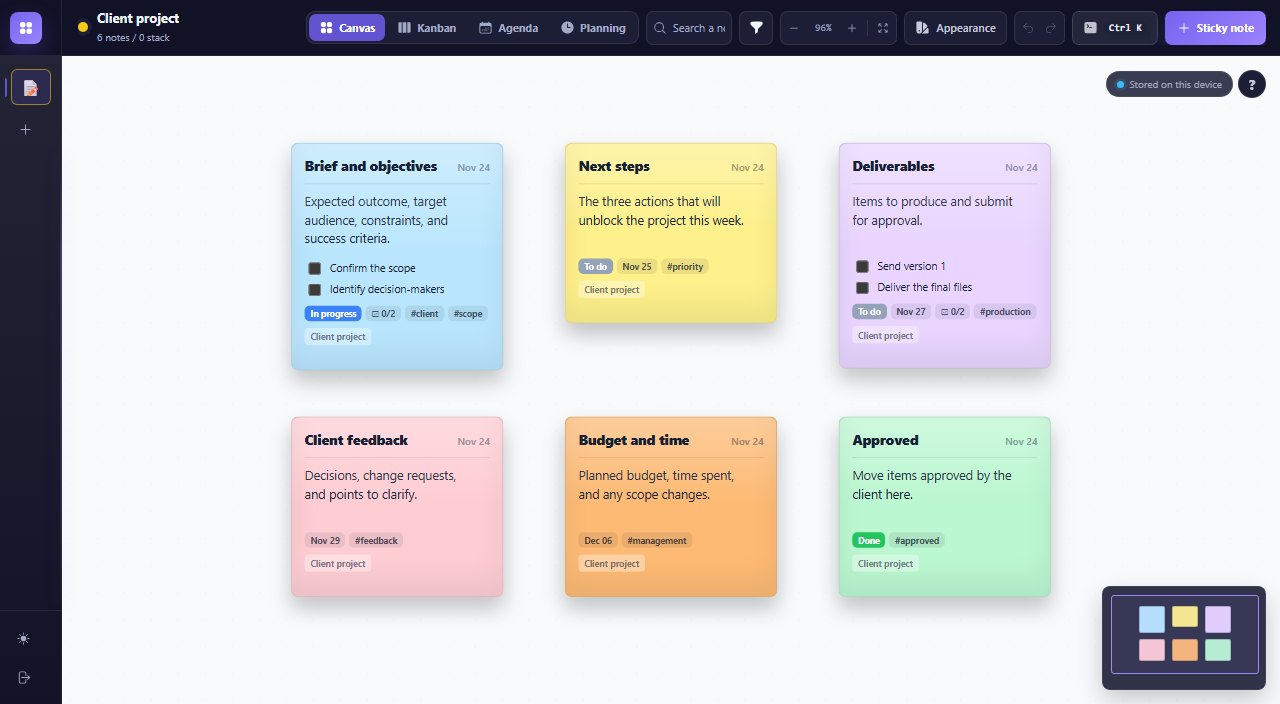 Client project
6 notes / 0 stack
Canvas
Kanban
Agenda
Planning
Search a
96%
Appearance
Ctrl K
Sticky note
Stored on this device
?
Brief and objectives
Nov 24
Expected outcome, target
audience, constraints, and
success criteria.
Confirm the scope
Identify decision-makers
In progress
0/2
#client
#scope
Client project
Next steps
Nov 24
The three actions that will
unblock the project this week.
To do
Nov 25
#priority
Client project
Deliverables
Nov 24
Items to produce and submit
for approval.
Send version 1
Deliver the final files
To do
Nov 27
0/2
#production
Client project
Client feedback
Nov 24
Decisions, change requests,
and points to clarify.
Nov 29
#feedback
Client project
Budget and time
Nov 24
Planned budget, time spent,
and any scope changes.
Dec 06
#management
Client project
Approved
Nov 24
Move items approved by the
client here.
Done
#approved
Client project